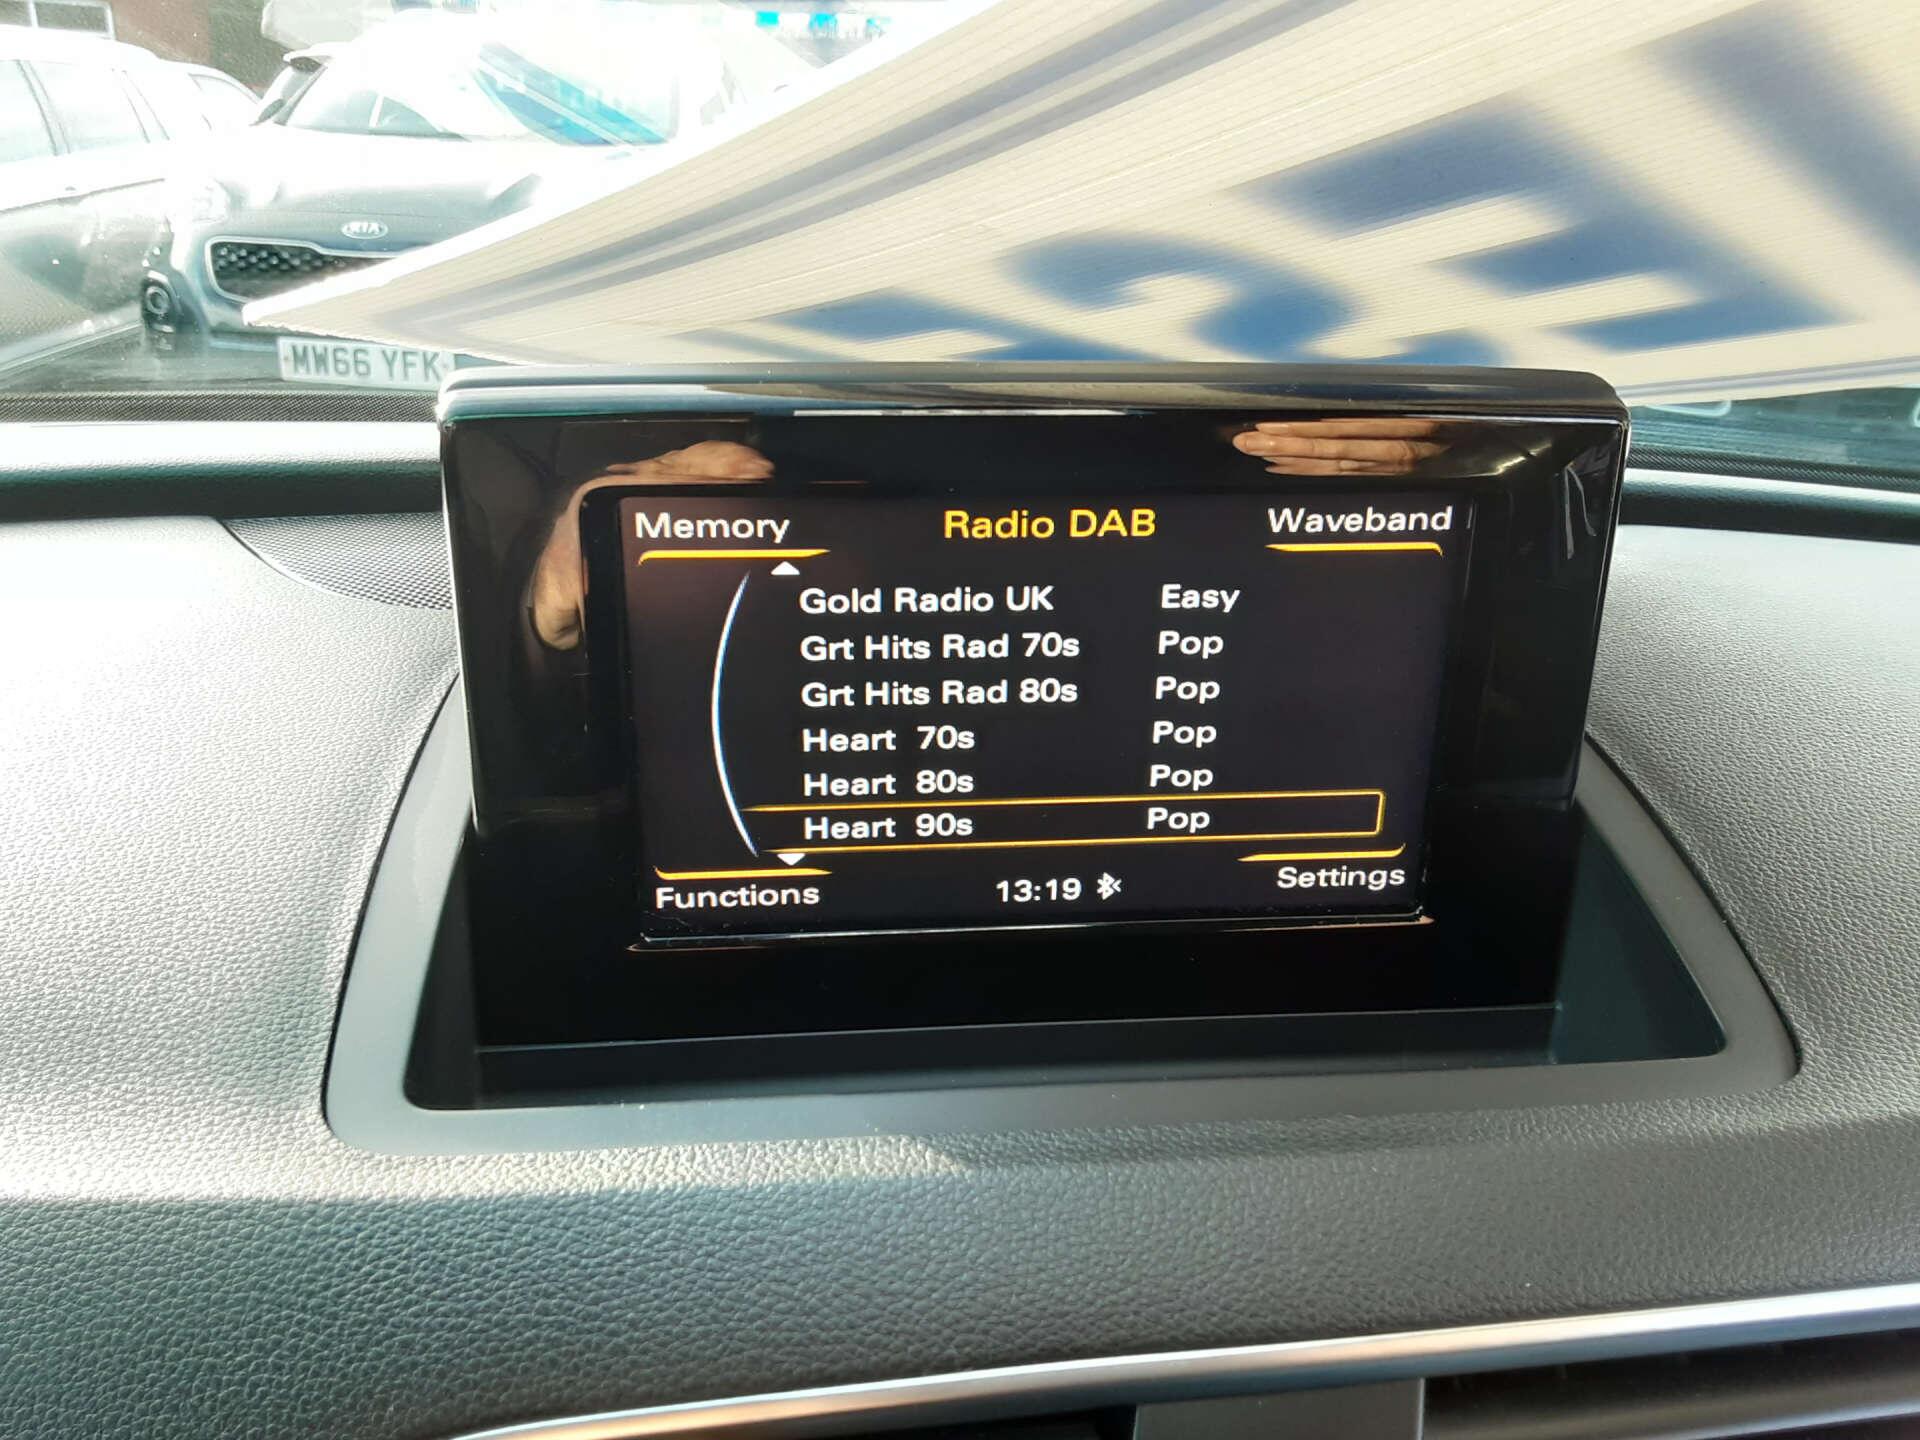 KIA
MW66 YFK
Memory
Radio DAB
Waveband
Gold Radio UK Easy
Grt Hits Rad 70s Pop
Grt Hits Rad 80s Pop
Heart 70s Pop
Heart 80s Pop
Heart 90s Pop
Functions
13:19
Settings